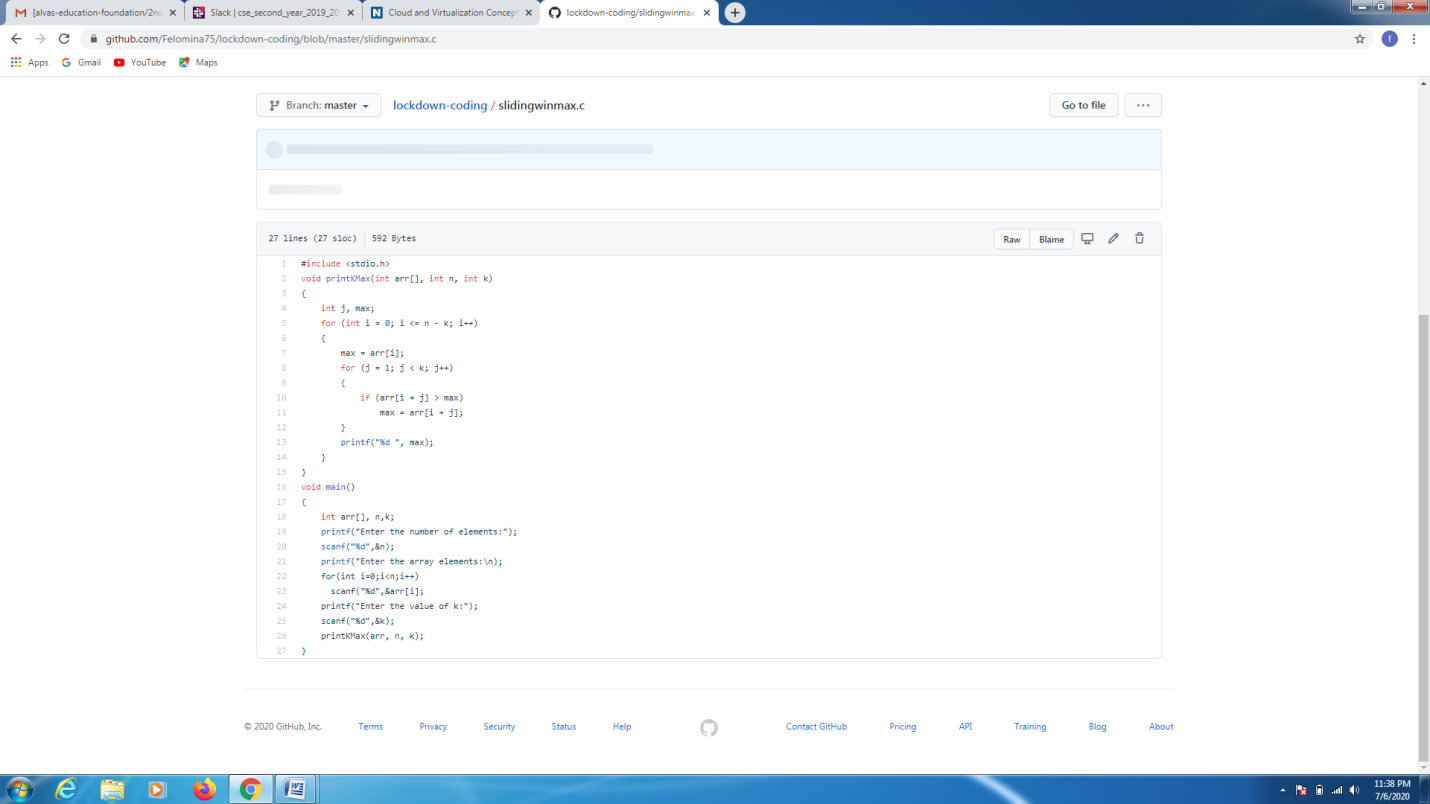 [alvas-education-foundation/2nd
Slack | cse_second_year_2019_20
Cloud and Virtualization Concept
lockdown-coding/slidingwinmax.
github.com/Felomina75/lockdown-coding/blob/master/slidingwinmax.c
f
Apps
Gmail
YouTube
Maps
Branch: master
lockdown-coding / slidingwinmax.c
Go to file
27 lines (27 sloc)
592 Bytes
Raw
Blame
1 #include <stdio.h>
2 void printKMax(int arr[], int n, int k)
3 {
4 int j, max;
5 for (int i = 0; i <= n - k; i++)
6 {
7 max = arr[i];
8 for (j = 1; j < k; j++)
9 {
10 if (arr[i + j] > max)
11 max = arr[i + j];
12 }
13 printf("%d ", max);
14 }
15 }
16 void main()
17 {
18 int arr[], n,k;
19 printf("Enter the number of elements:");
20 scanf("%d",&n);
21 printf("Enter the array elements:\n);
22 for(int i=0;i<n;i++)
23 scanf("%d",&arr[i];
24 printf("Enter the value of k:");
25 scanf("%d",&k);
26 printKMax(arr, n, k);
27 }
© 2020 GitHub, Inc.
Terms
Privacy
Security
Status
Help
Contact GitHub
Pricing
API
Training
Blog
About
11:38 PM
7/6/2020